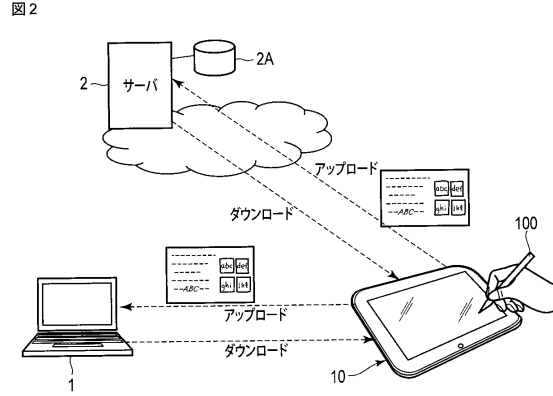 図2
サーバ
2
2A
アップロード
abc def
ghi jkl
--ABC--
ダウンロード
100
abc def
ghi jkl
--ABC--
アップロード
ダウンロード
1
10